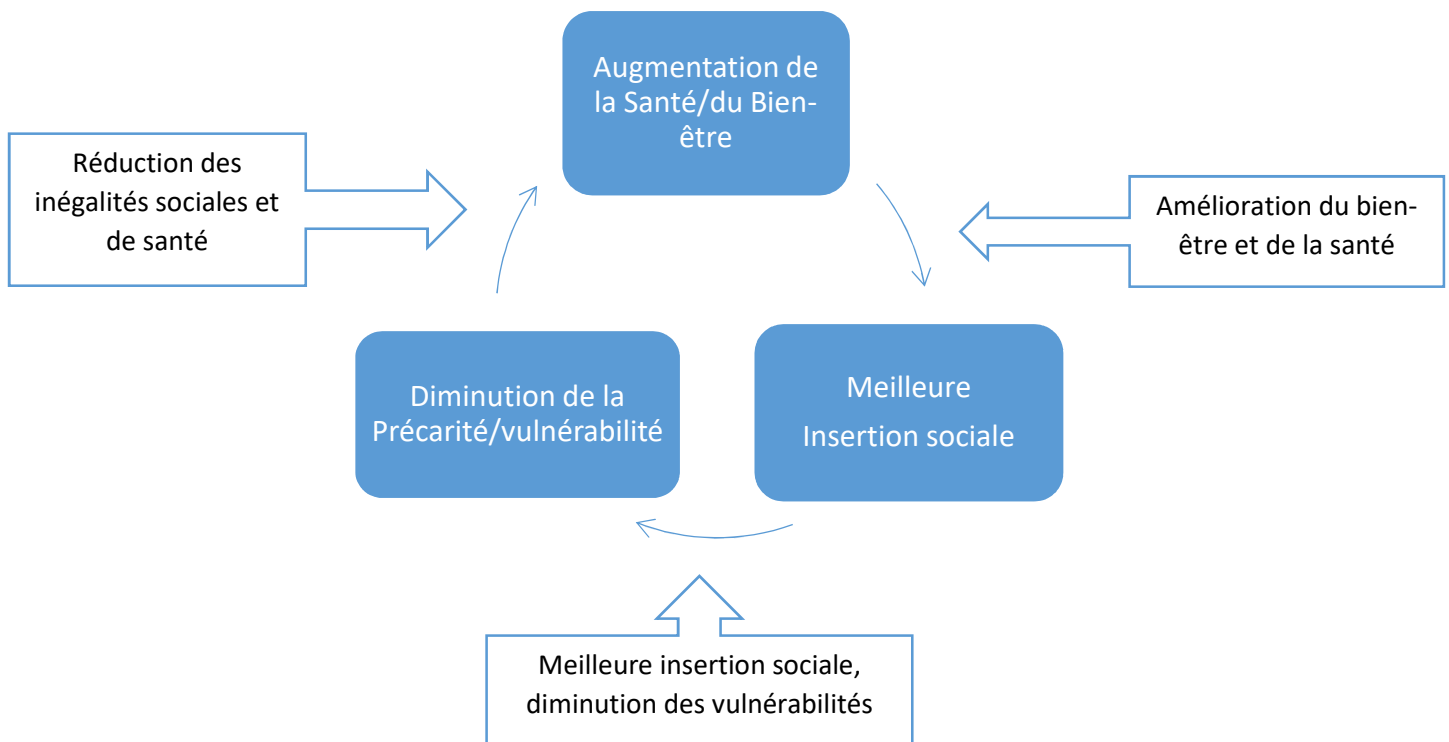 Augmentation de
la Santé/du Bien-
être
Réduction des
inégalités sociales et
de santé
Amélioration du bien-
être et de la santé
Diminution de la
Précarité/vulnérabilité
Meilleure
Insertion sociale
Meilleure insertion sociale,
diminution des vulnérabilités